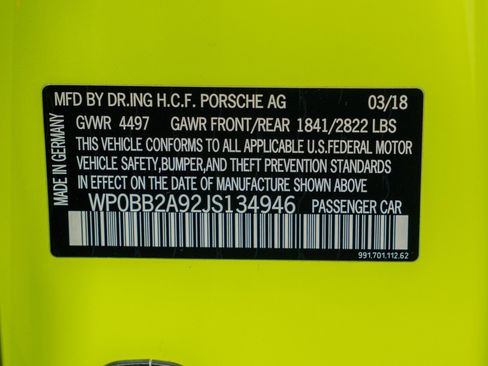 MFD BY DR.ING H.C.F. PORSCHE AG 03/18
GVWR 4497 GAWR FRONT/REAR 1841/2822 LBS
THIS VEHICLE CONFORMS TO ALL APPLICABLE U.S.FEDERAL MOTOR
VEHICLE SAFETY,BUMPER,AND THEFT PREVENTION STANDARDS
IN EFFECT ON THE DATE OF MANUFACTURE SHOWN ABOVE
WP0BB2A92JS134946 PASSENGER CAR
991.701.112.62
MADE IN GERMANY